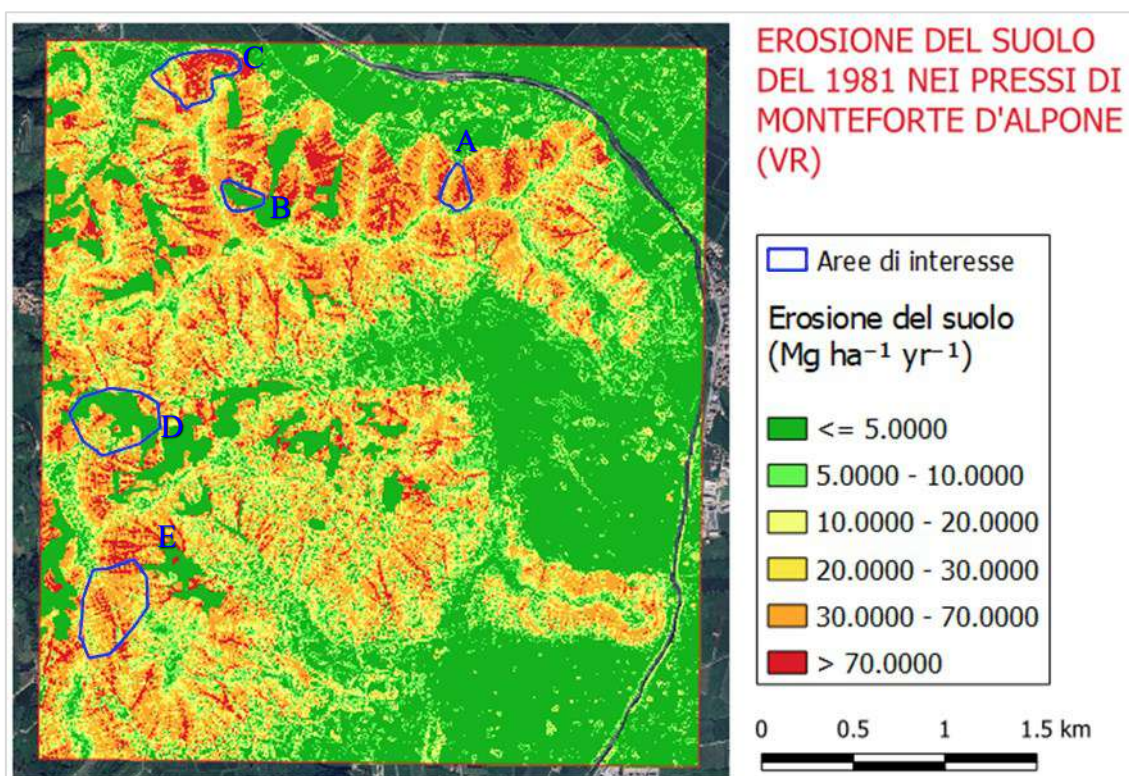 EROSIONE DEL SUOLO
DEL 1981 NEI PRESSI DI
MONTEFORTE D'ALPONE
(VR)
C
A
B
D
E
Aree di interesse
Erosione del suolo
(Mg ha⁻¹ yr⁻¹)
<= 5.0000
5.0000 - 10.0000
10.0000 - 20.0000
20.0000 - 30.0000
30.0000 - 70.0000
> 70.0000
0 0.5 1 1.5 km